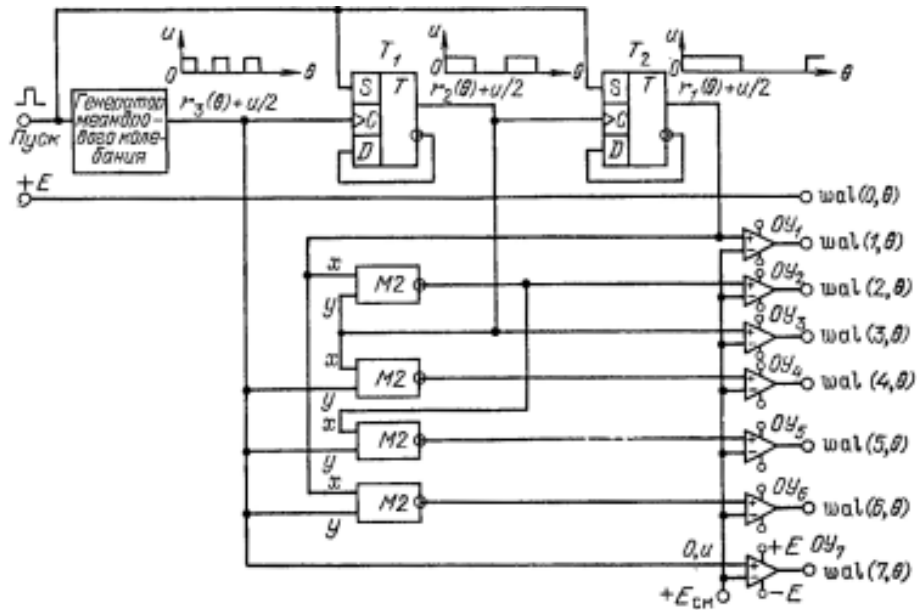 u
u
u
T₁
T₂
0
θ
0
θ
0
θ
r₃(θ)+u/2
r₂(θ)+u/2
r₁(θ)+u/2
S
T
S
T
Пуск
Генератор
меандро-
вого коле-
бания
C
C
D
D
+E
wal(0,θ)
ОУ₁
wal(1,θ)
x
M2
ОУ₂
wal(2,θ)
y
ОУ₃
wal(3,θ)
x
M2
ОУ₄
wal(4,θ)
y
x
M2
ОУ₅
wal(5,θ)
y
x
M2
ОУ₆
wal(6,θ)
y
0,u
+E
ОУ₇
wal(7,θ)
+Eсм
-E